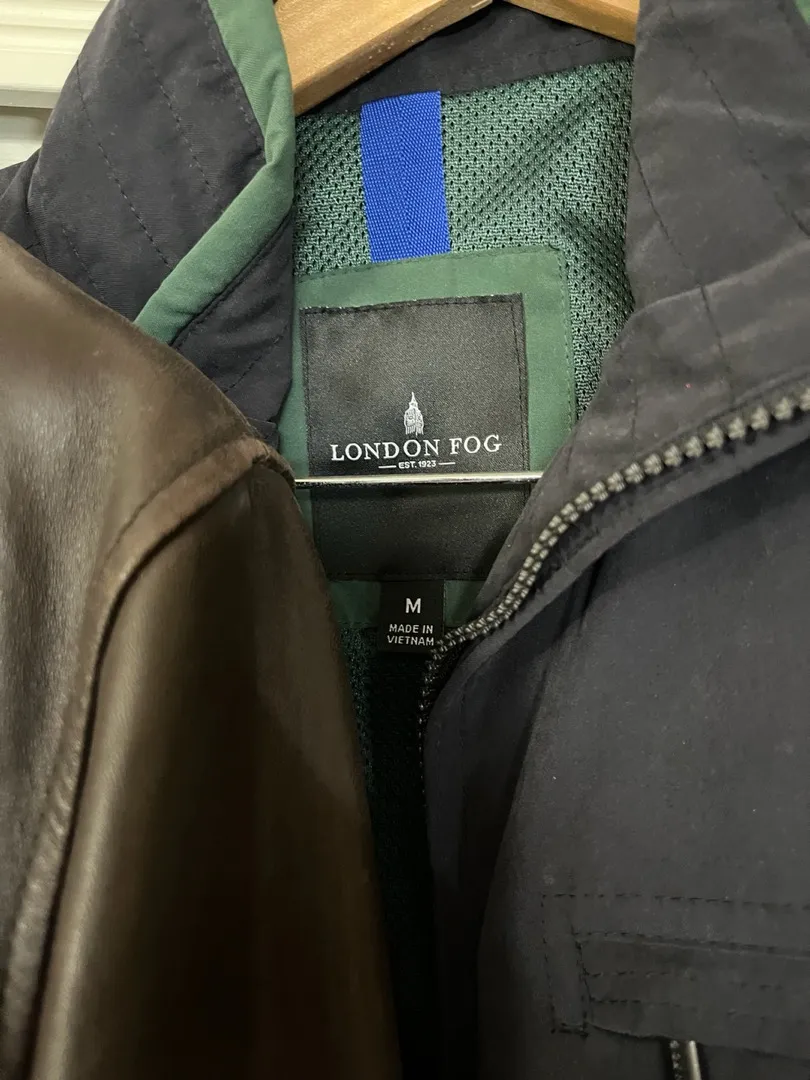 LONDON FOG
EST. 1923
M
MADE IN
VIETNAM